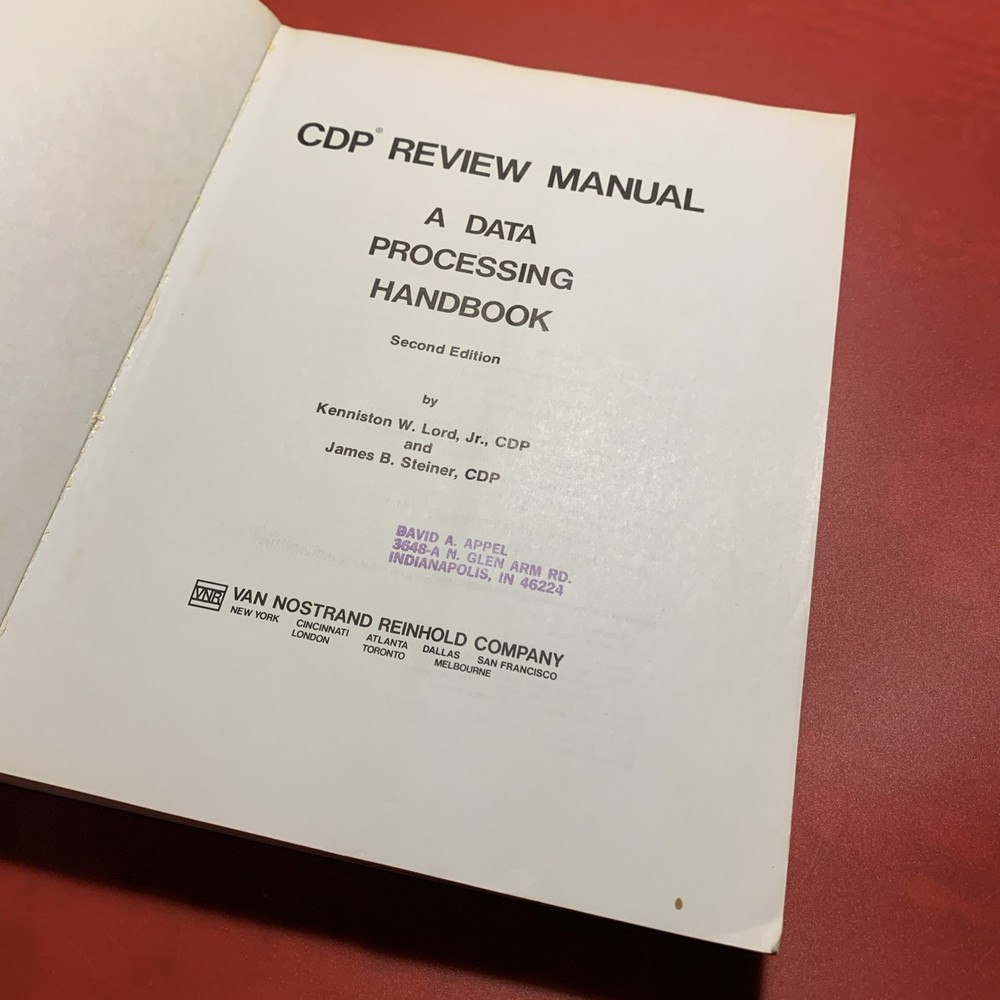 CDP® REVIEW MANUAL
A DATA
PROCESSING
HANDBOOK
Second Edition
by
Kenniston W. Lord, Jr., CDP
and
James B. Steiner, CDP
DAVID A. APPEL
3648-A N. GLEN ARM RD.
INDIANAPOLIS, IN 46224
VNR VAN NOSTRAND REINHOLD COMPANY
NEW YORK CINCINNATI ATLANTA DALLAS SAN FRANCISCO
LONDON TORONTO MELBOURNE